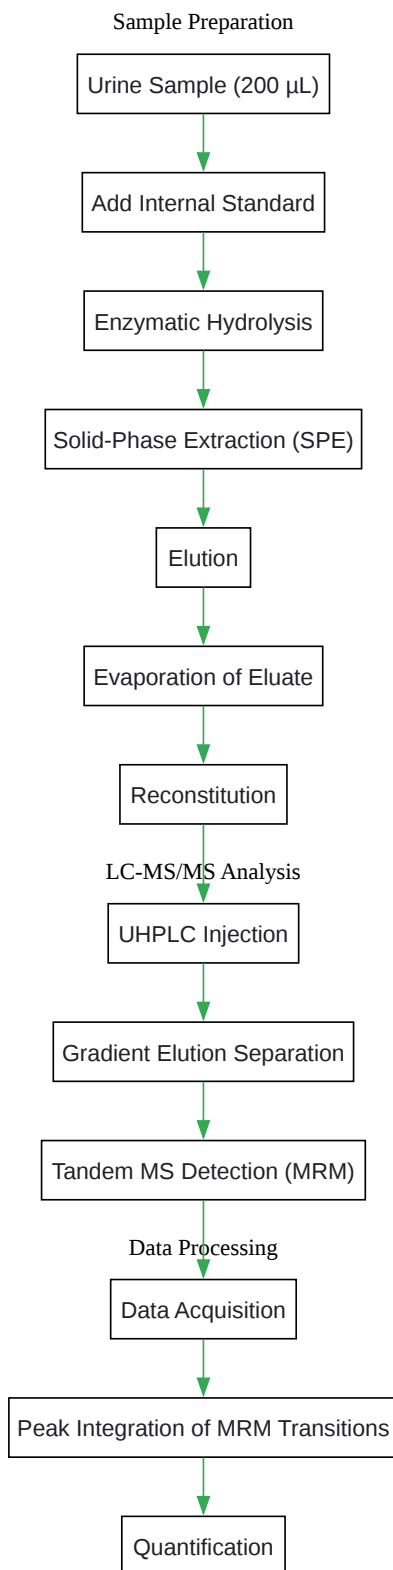 Sample Preparation
Urine Sample (200 µL)
Add Internal Standard
Enzymatic Hydrolysis
Solid-Phase Extraction (SPE)
Elution
Evaporation of Eluate
Reconstitution
LC-MS/MS Analysis
UHPLC Injection
Gradient Elution Separation
Tandem MS Detection (MRM)
Data Processing
Data Acquisition
Peak Integration of MRM Transitions
Quantification